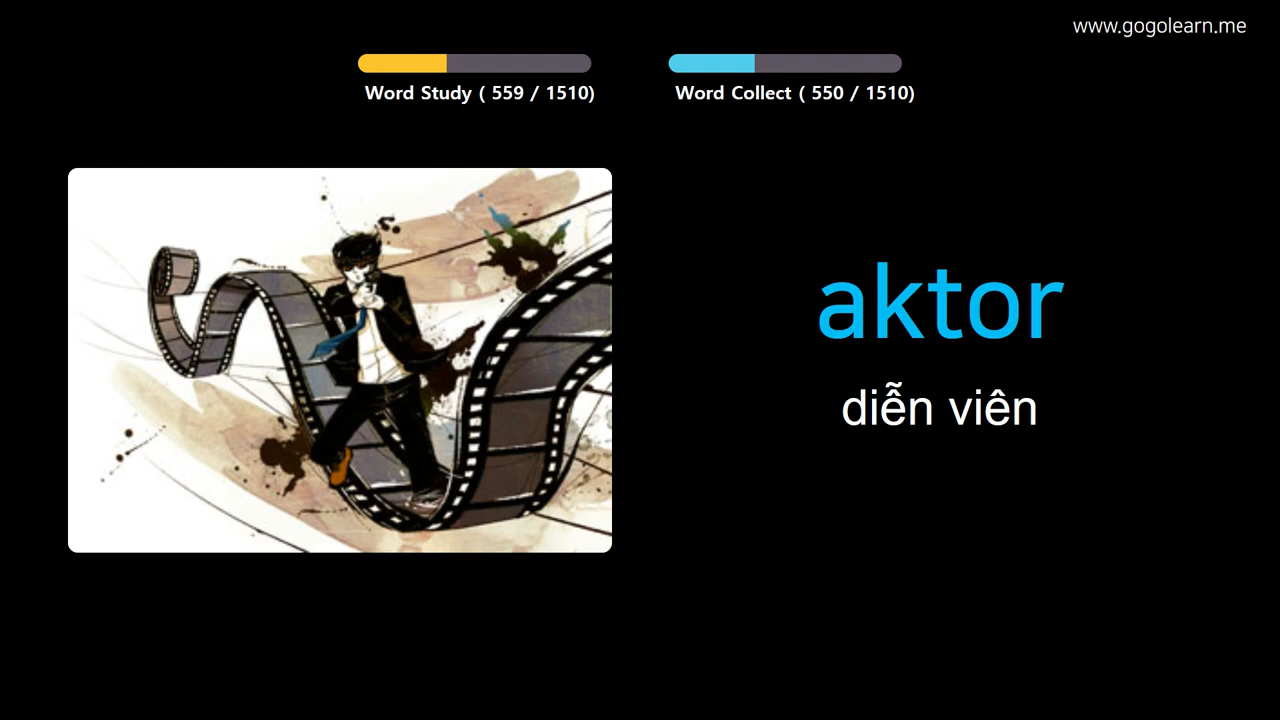 www.gogolearn.me
Word Study ( 559 / 1510)
Word Collect ( 550 / 1510)
aktor
diễn viên